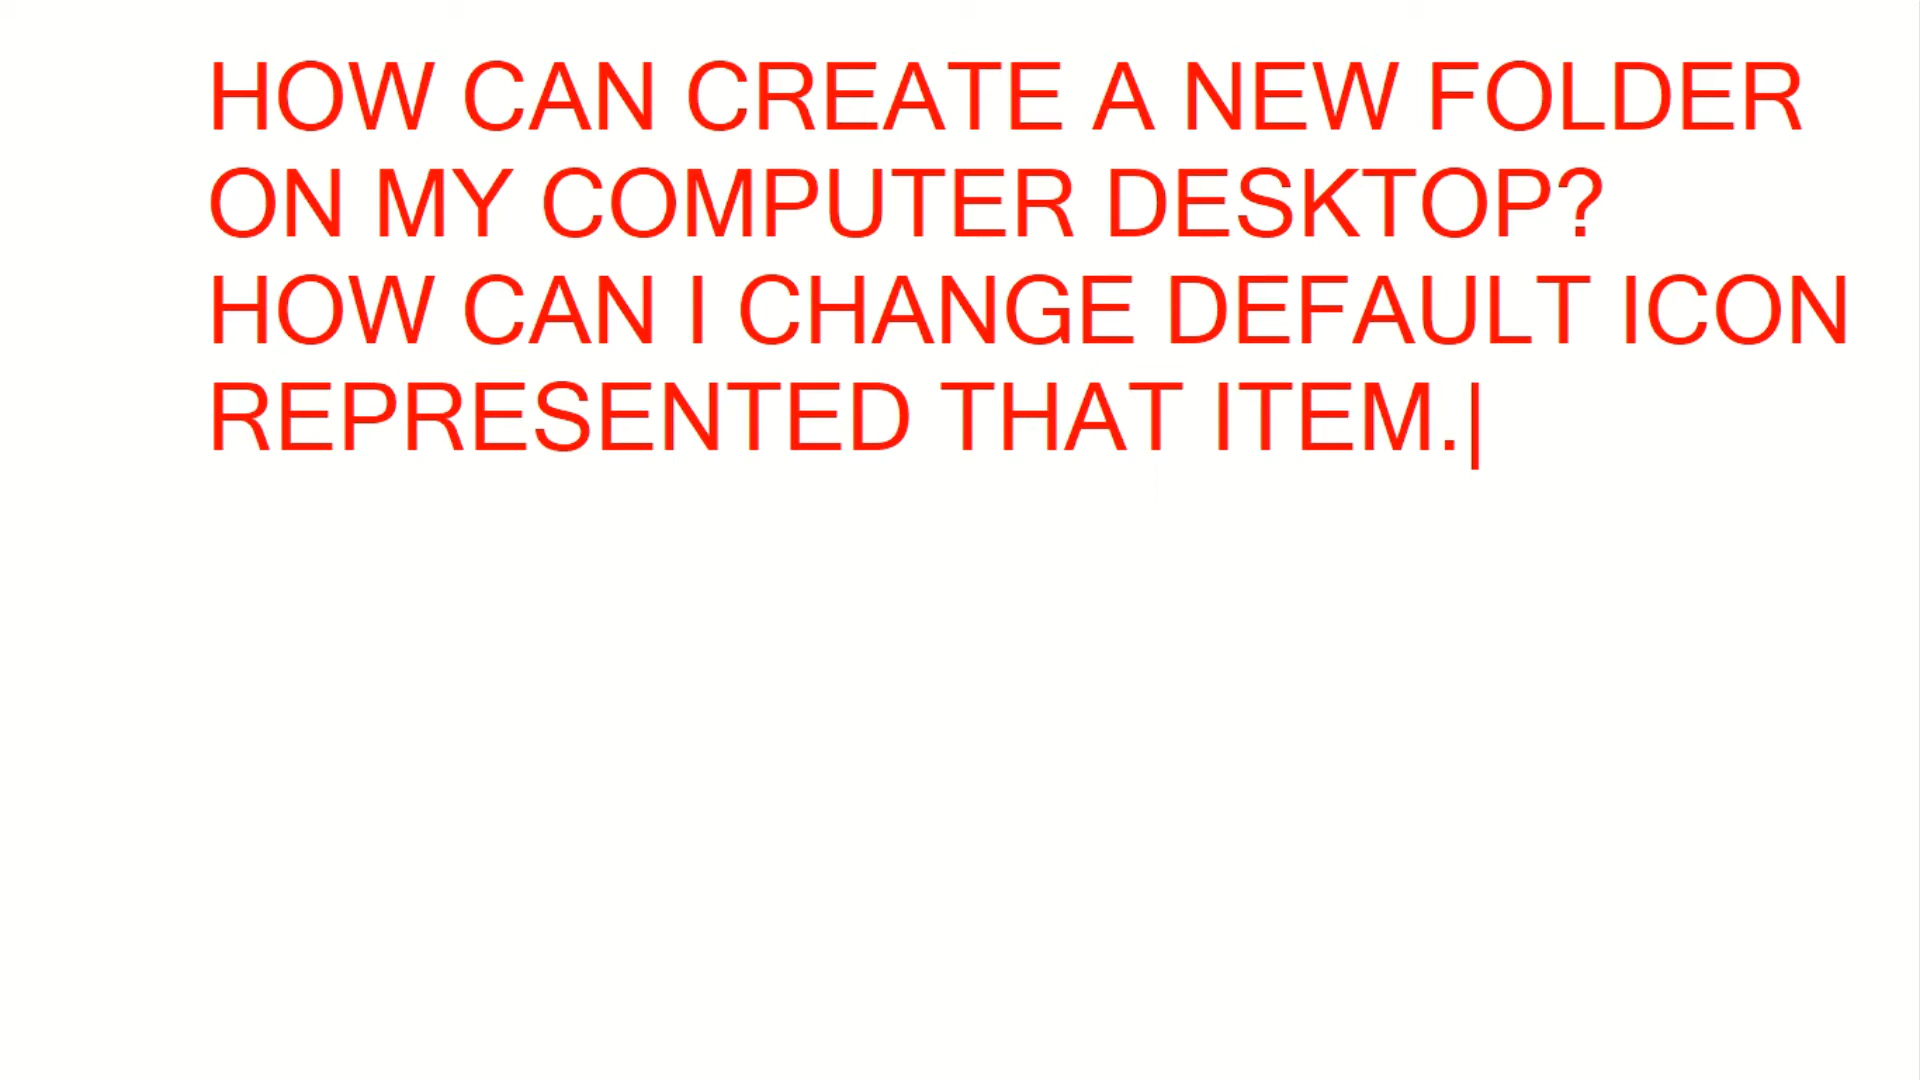 HOW CAN CREATE A NEW FOLDER
ON MY COMPUTER DESKTOP?
HOW CAN I CHANGE DEFAULT ICON
REPRESENTED THAT ITEM.